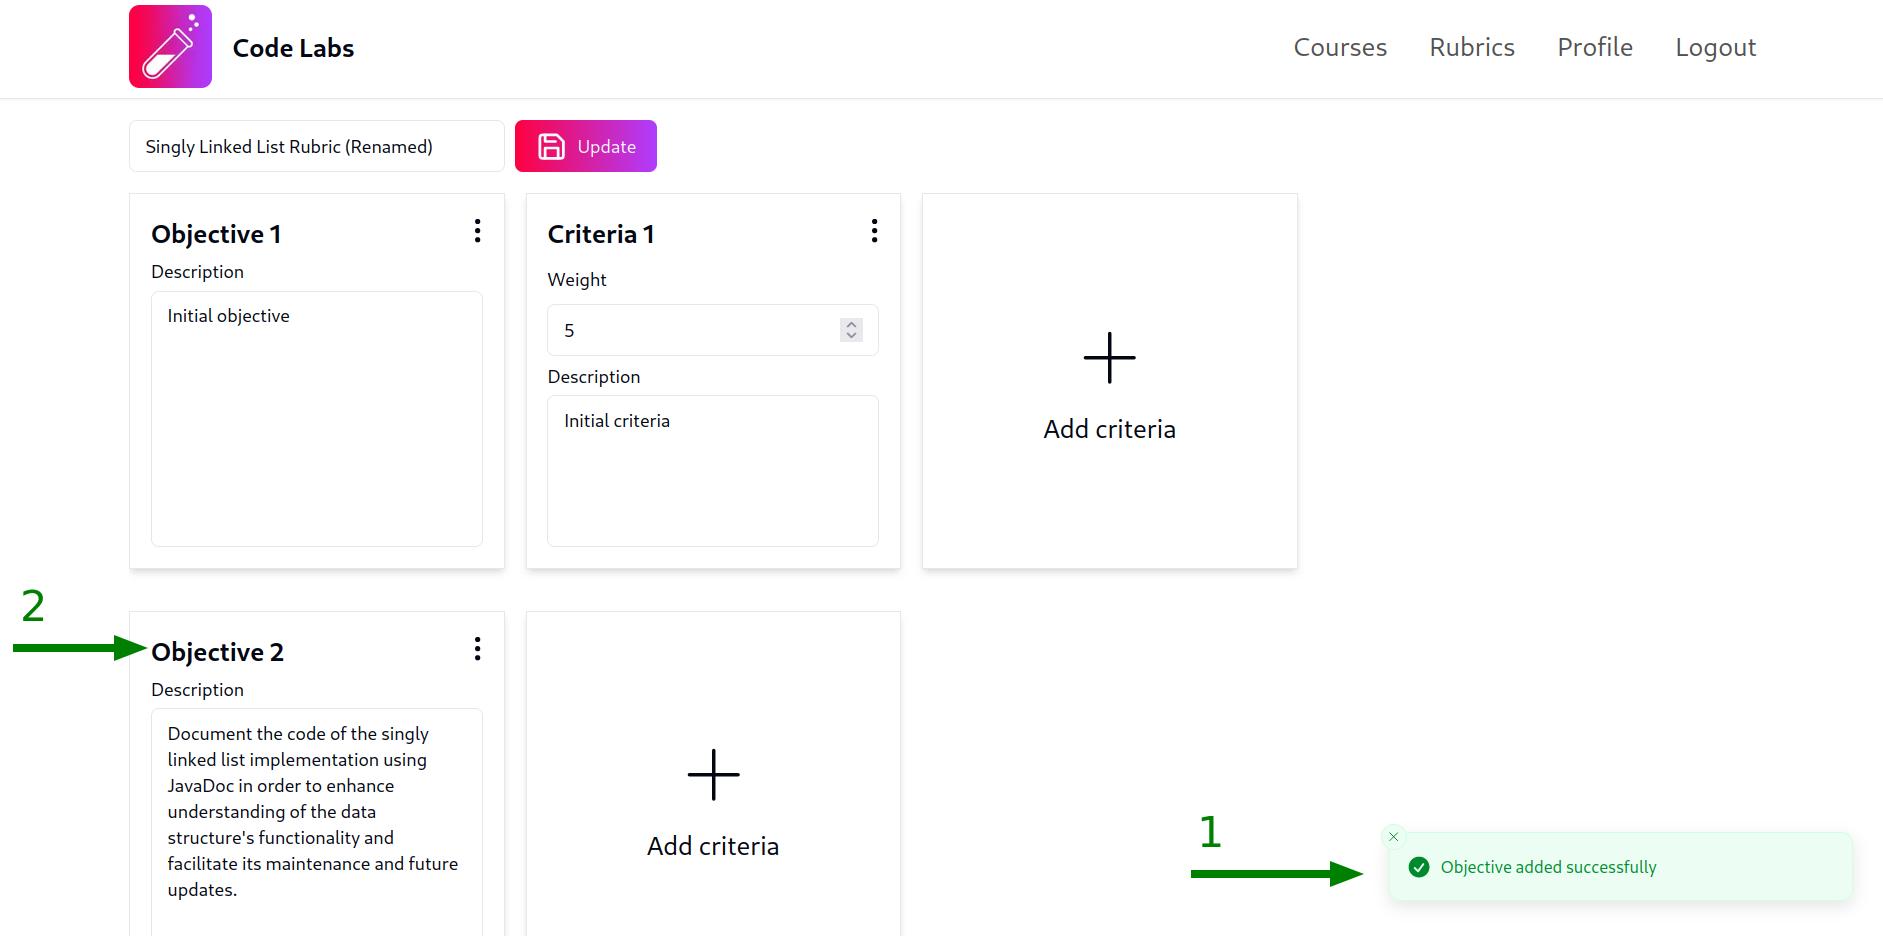 Code Labs
Courses Rubrics Profile Logout
Singly Linked List Rubric (Renamed)
Update
Objective 1
Description
Initial objective
Criteria 1
Weight
5
Description
Initial criteria
Add criteria
2
Objective 2
Description
Document the code of the singly
linked list implementation using
JavaDoc in order to enhance
understanding of the data
structure's functionality and
facilitate its maintenance and future
updates.
Add criteria
1
Objective added successfully